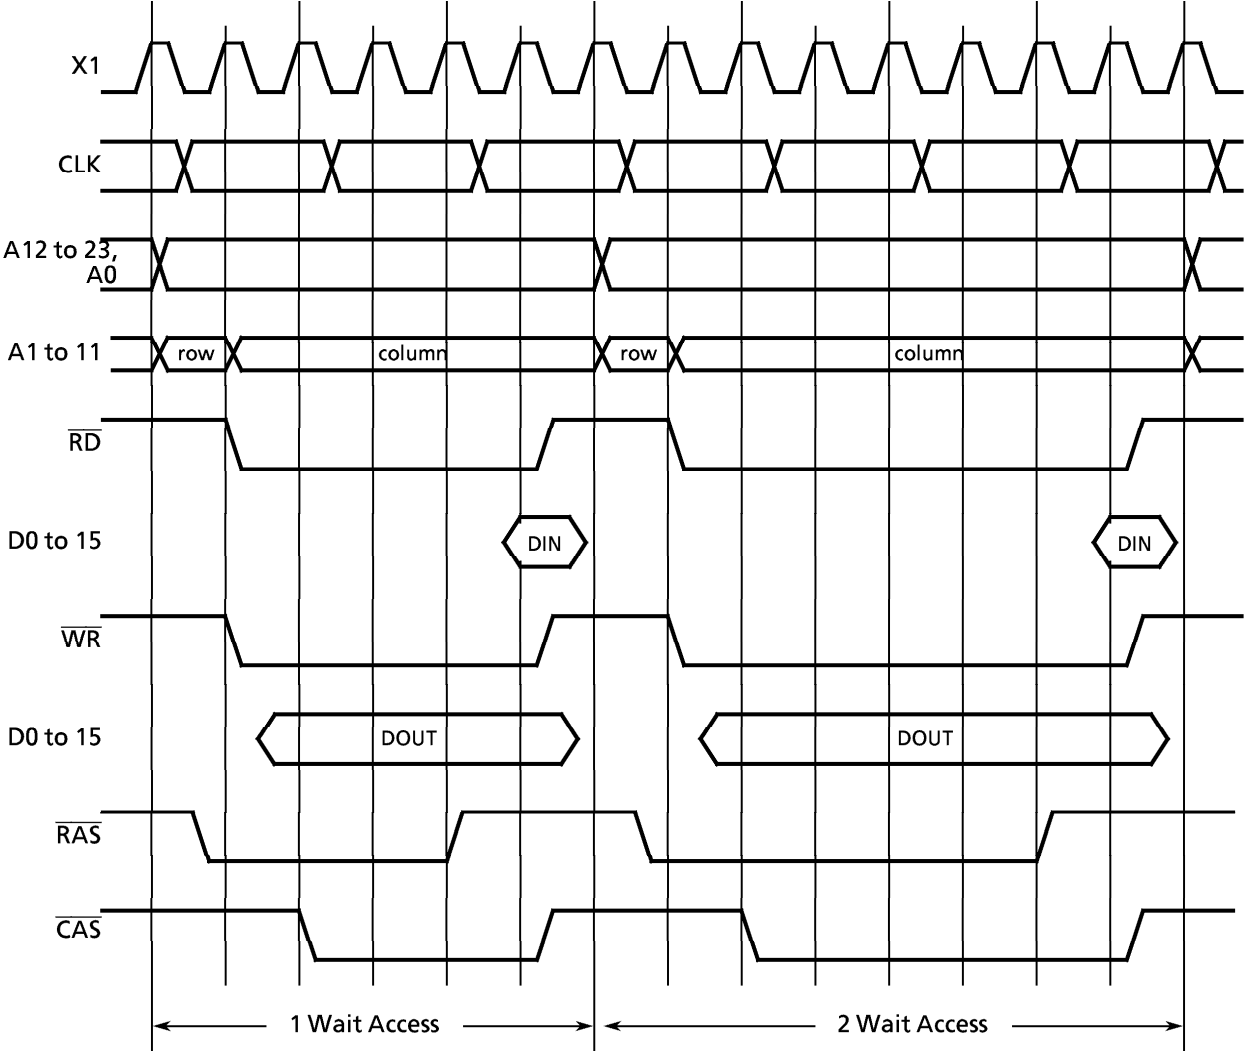 X1
CLK
A12 to 23,
A0
A1 to 11 row column row column
RD
D0 to 15 DIN DIN
WR
D0 to 15 DOUT DOUT
RAS
CAS
1 Wait Access 2 Wait Access